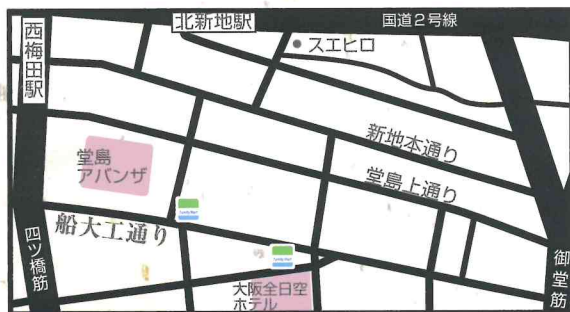 北新地駅
国道2号線
西梅田駅
スエヒロ
新地本通り
堂島上通り
堂島
アバンザ
船大工通り
四ツ橋筋
大阪全日空
ホテル
御堂筋